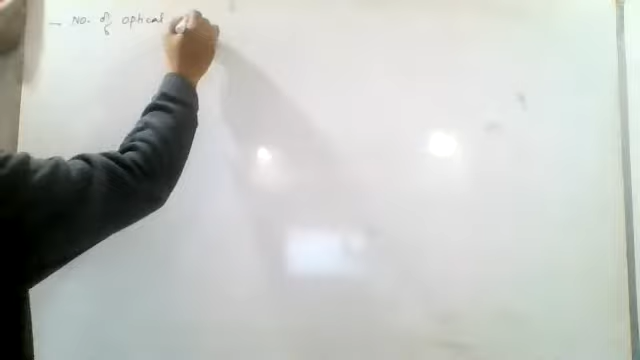 → No. of optical